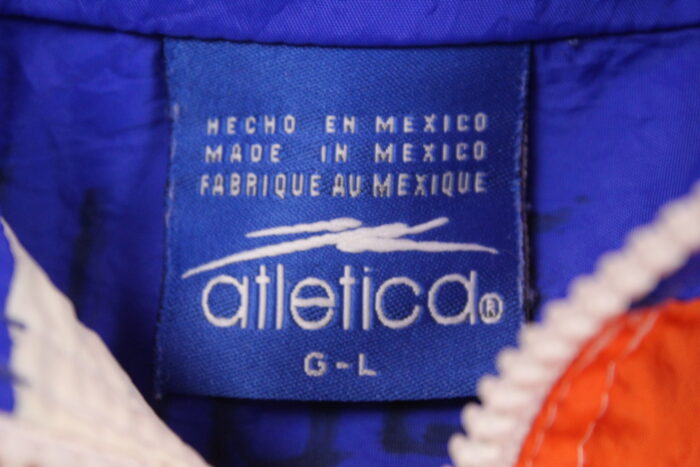 HECHO EN MEXICO
MADE IN MEXICO
FABRIQUE AU MEXIQUE
atletica®
G-L